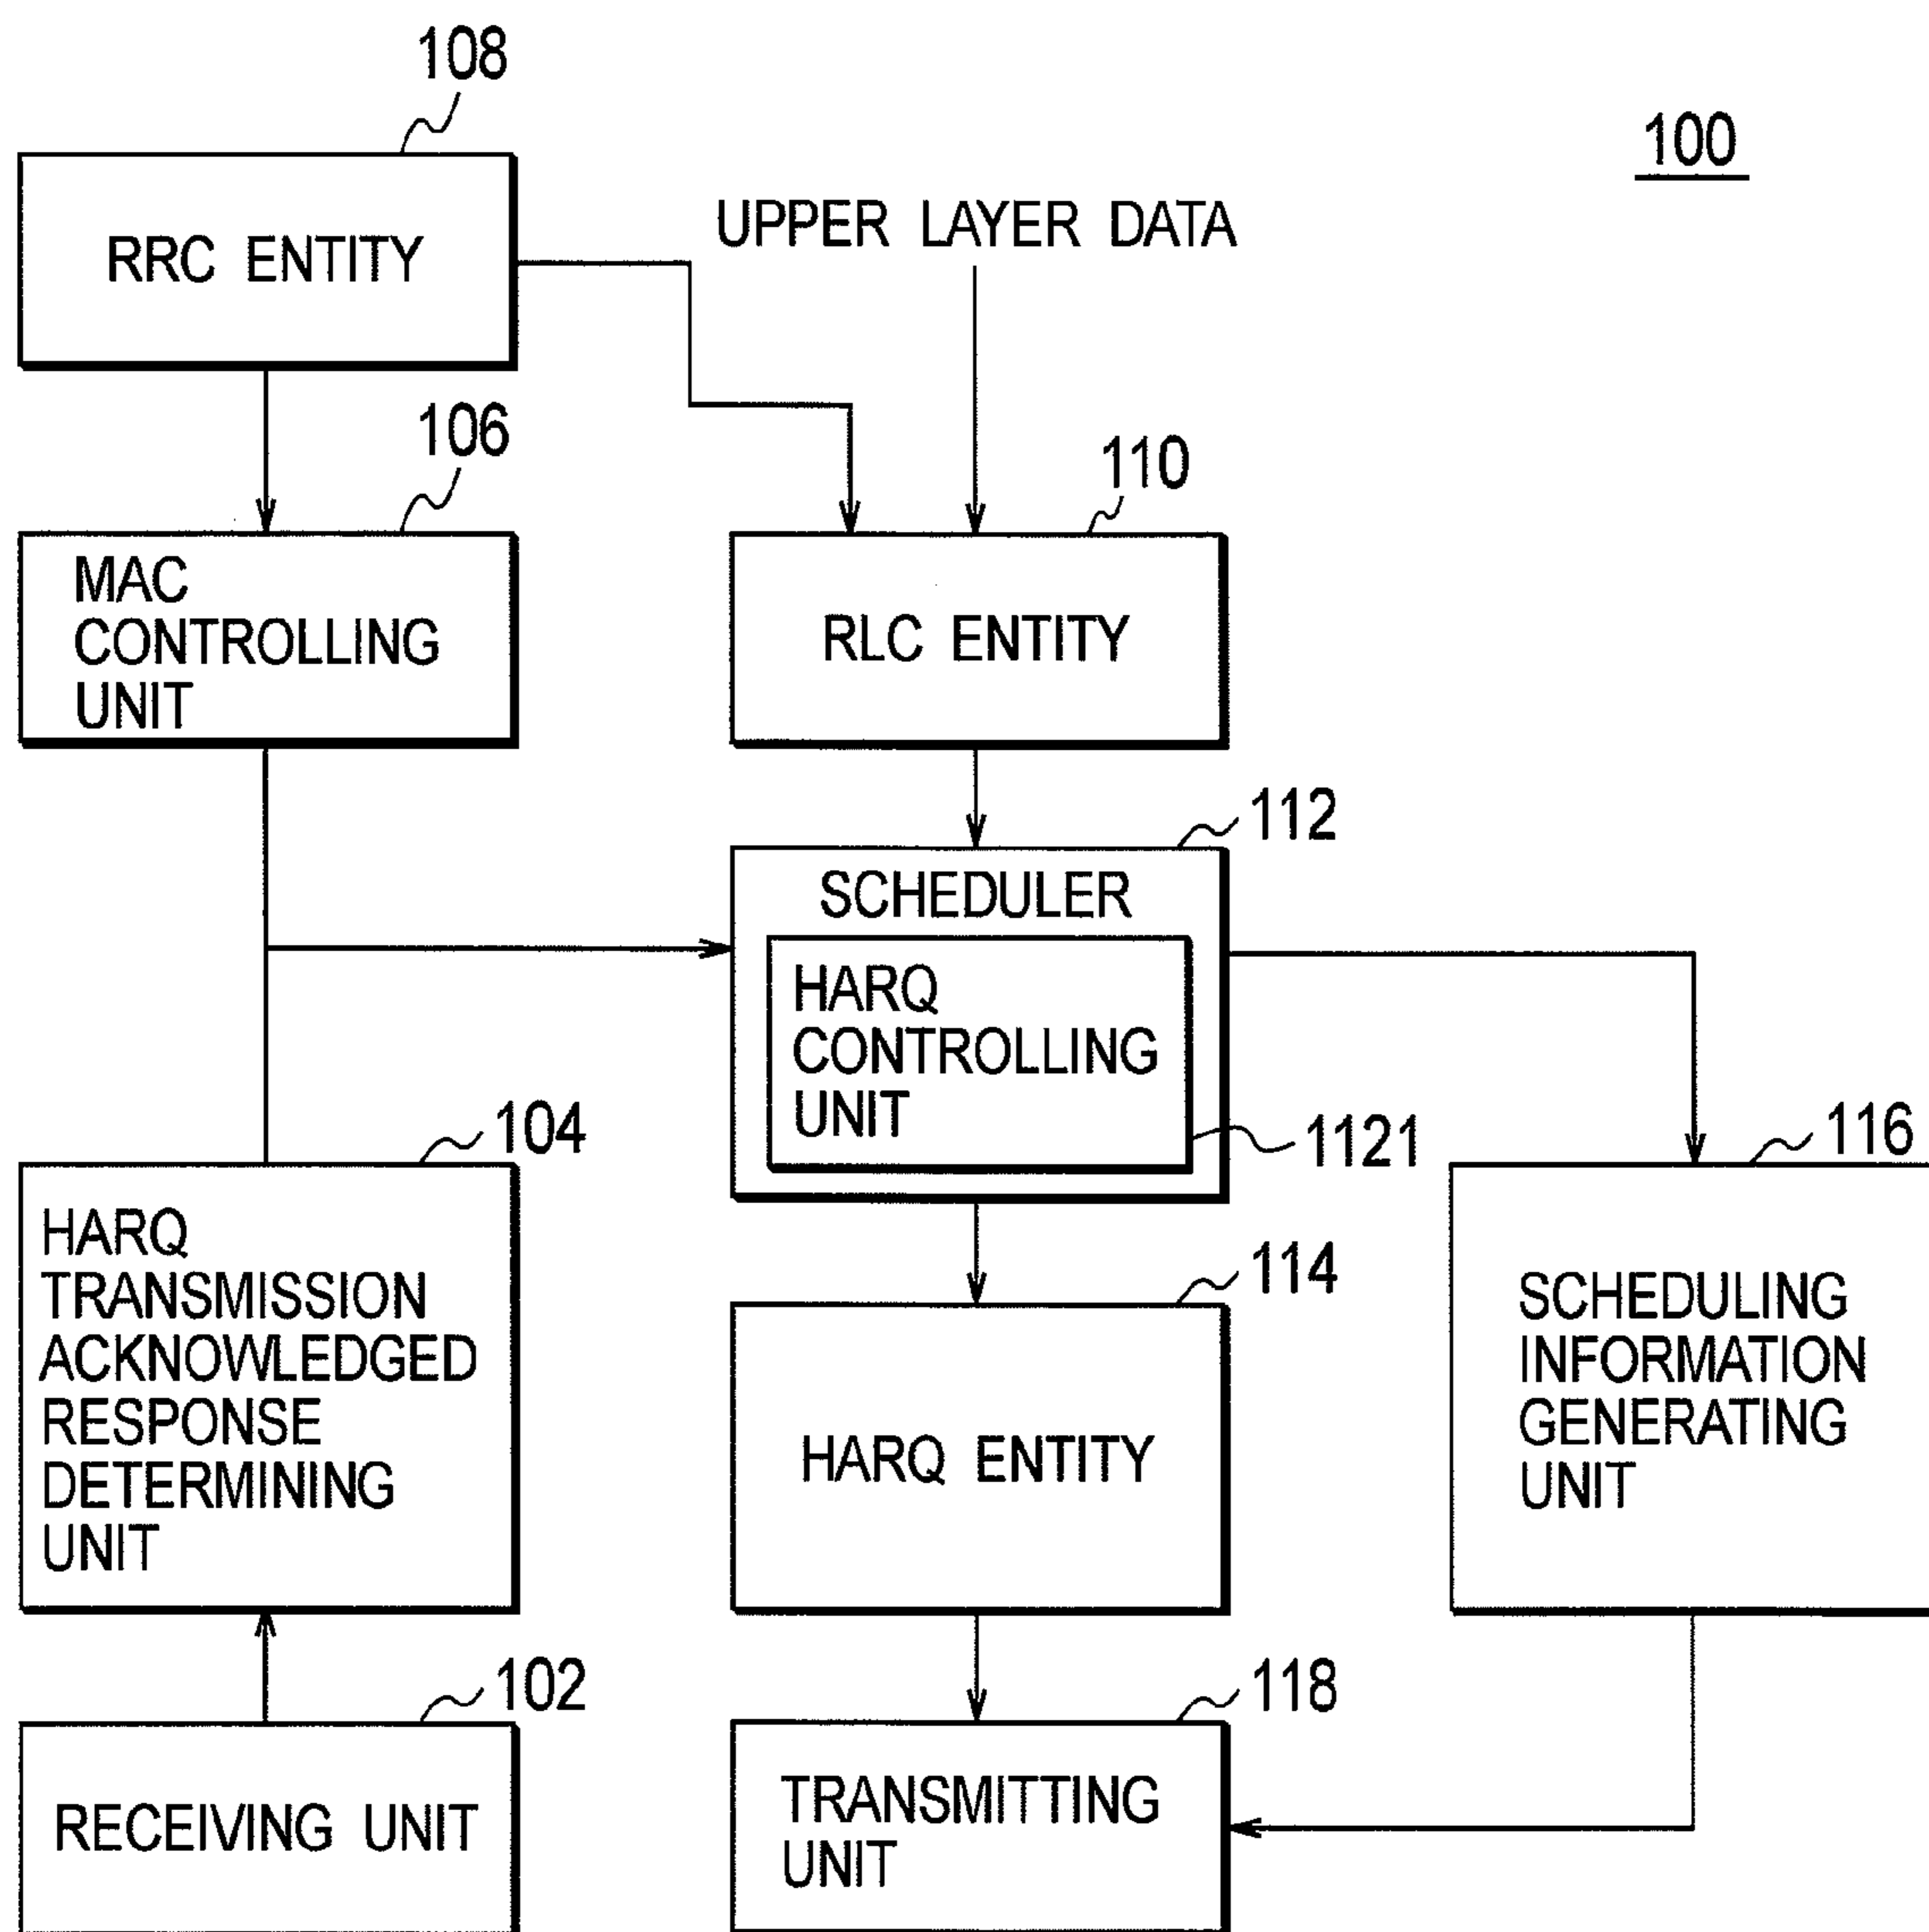 108
100
RRC ENTITY
UPPER LAYER DATA
106
110
MAC
CONTROLLING
UNIT
RLC ENTITY
112
SCHEDULER
HARQ
CONTROLLING
UNIT
1121
104
116
HARQ
TRANSMISSION
ACKNOWLEDGED
RESPONSE
DETERMINING
UNIT
114
HARQ ENTITY
SCHEDULING
INFORMATION
GENERATING
UNIT
102
118
RECEIVING UNIT
TRANSMITTING
UNIT